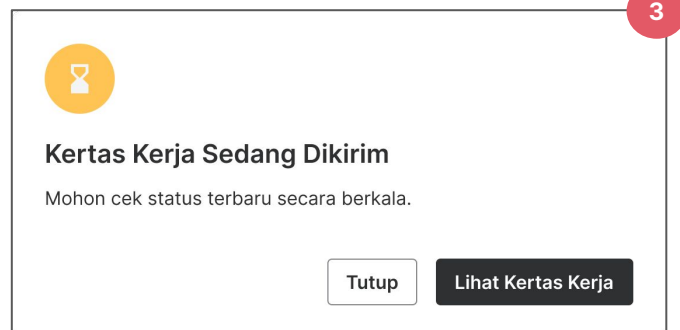 3
Kertas Kerja Sedang Dikirim
Mohon cek status terbaru secara berkala.
Tutup
Lihat Kertas Kerja